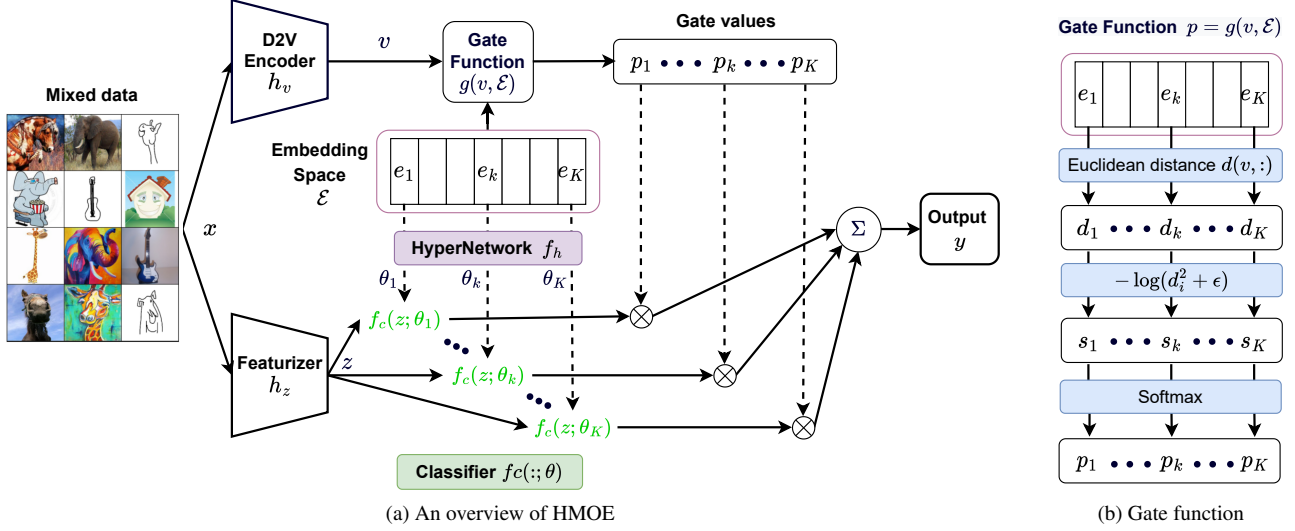 Mixed data
x
D2V
Encoder
h_v
v
Gate
Function
g(v, ℰ)
Gate values
p_1 • • • p_k • • • p_K
Embedding
Space
ℰ
e_1 e_k e_K
HyperNetwork f_h
θ_1 θ_k θ_K
Featurizer
h_z
z
f_c(z; θ_1)
f_c(z; θ_k)
f_c(z; θ_K)
Classifier fc(:; θ)
Σ
Output
y
(a) An overview of HMOE
Gate Function p = g(v, ℰ)
e_1 e_k e_K
Euclidean distance d(v, :)
d_1 • • • d_k • • • d_K
− log(d_i^2 + ϵ)
s_1 • • • s_k • • • s_K
Softmax
p_1 • • • p_k • • • p_K
(b) Gate function